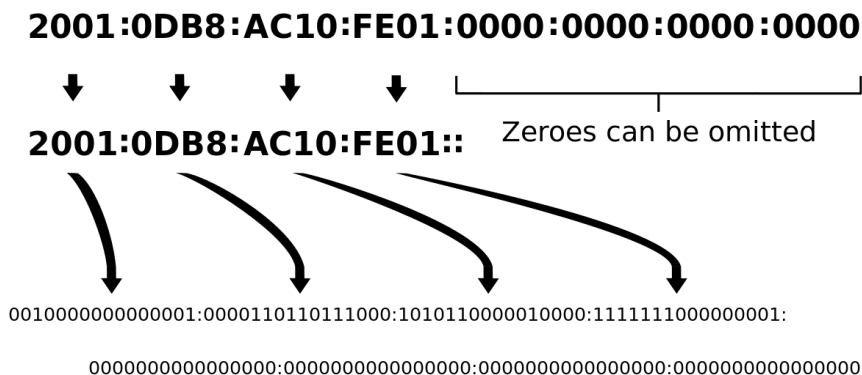 2001:0DB8:AC10:FE01:0000:0000:0000:0000
2001:0DB8:AC10:FE01::
Zeroes can be omitted
0010000000000001:0000110110111000:1010110000010000:1111111000000001:
0000000000000000:0000000000000000:0000000000000000:0000000000000000